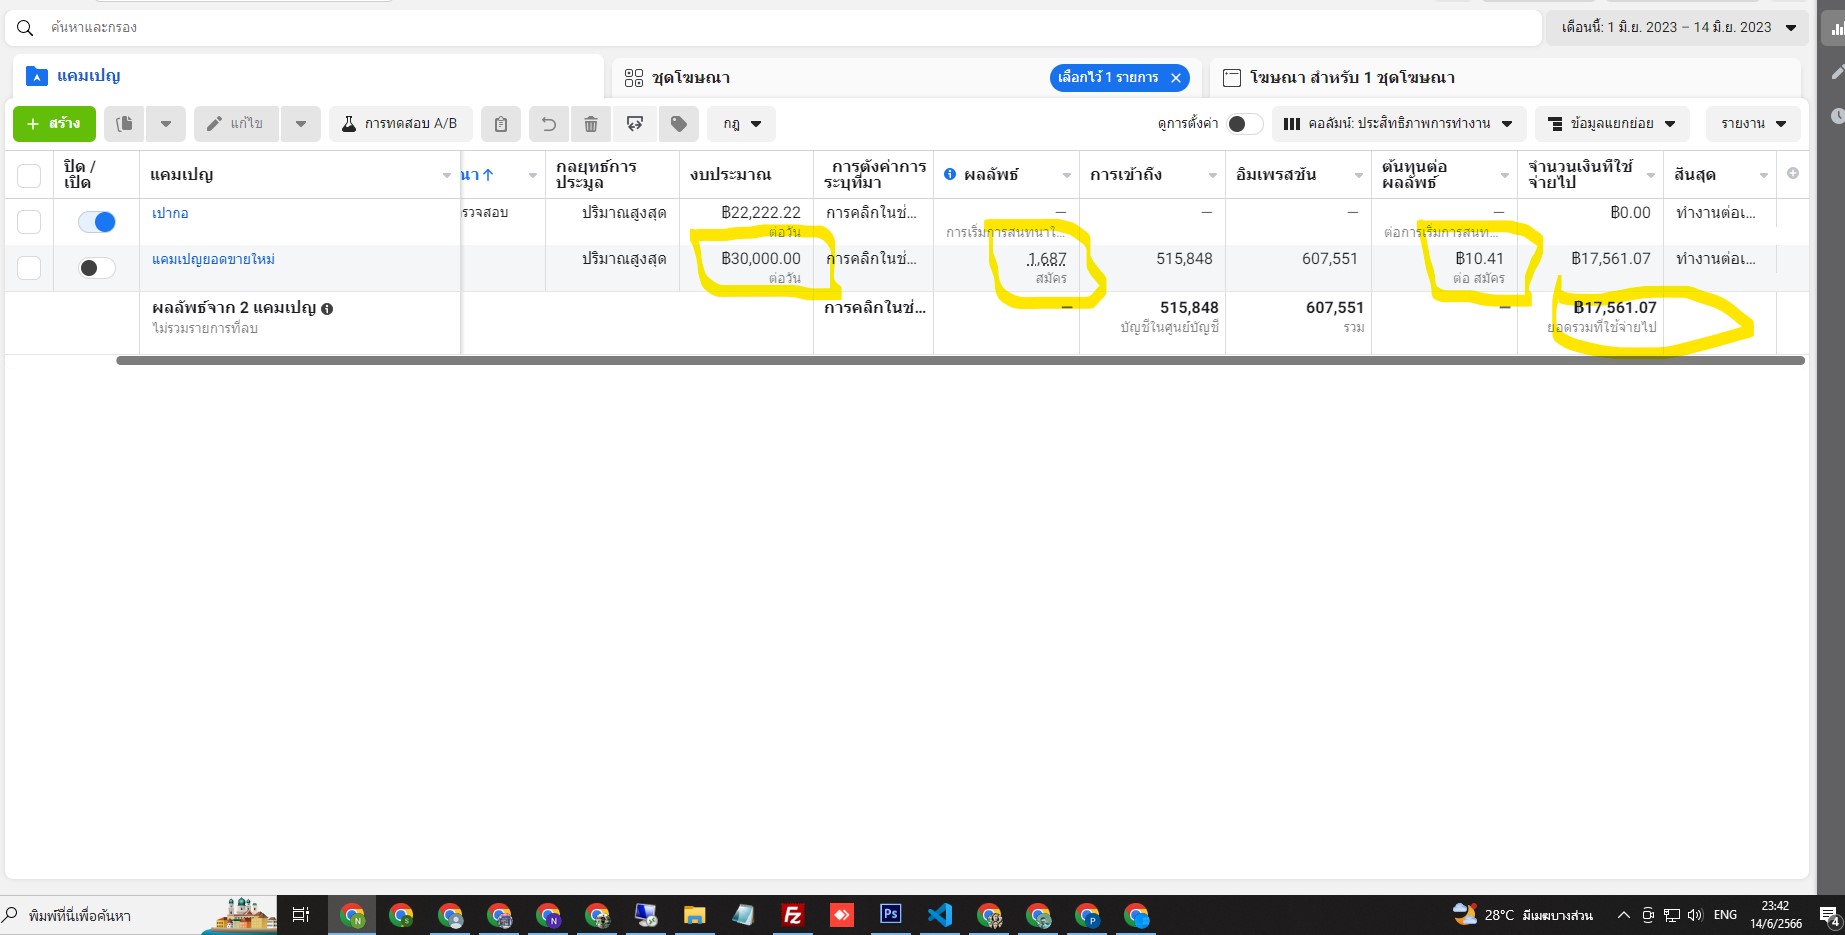 ค้นหาและกรอง
เดือนนี้: 1 มิ.ย. 2023 – 14 มิ.ย. 2023
แคมเปญ
ชุดโฆษณา
เลือกไว้ 1 รายการ
โฆษณา สำหรับ 1 ชุดโฆษณา
+ สร้าง
แก้ไข
การทดสอบ A/B
กฎ
ดูการตั้งค่า
คอลัมน์: ประสิทธิภาพการทำงาน
ข้อมูลแยกย่อย
รายงาน
ปิด / เปิด
แคมเปญ
ณา↑
กลยุทธ์การประมูล
งบประมาณ
การตั้งค่าการระบุที่มา
ผลลัพธ์
การเข้าถึง
อิมเพรสชัน
ต้นทุนต่อผลลัพธ์
จำนวนเงินที่ใช้จ่ายไป
สิ้นสุด
เปากอ
รวจสอบ
ปริมาณสูงสุด
฿22,222.22
ต่อวัน
การคลิกในช่...
—
การเริ่มการสนทนาใ...
—
—
—
ต่อการเริ่มการสนท...
฿0.00
ทำงานต่อเ...
แคมเปญยอดขายใหม่
ปริมาณสูงสุด
฿30,000.00
ต่อวัน
การคลิกในช่...
1,687
สมัคร
515,848
607,551
฿10.41
ต่อ สมัคร
฿17,561.07
ทำงานต่อเ...
ผลลัพธ์จาก 2 แคมเปญ
ไม่รวมรายการที่ลบ
การคลิกในช่...
—
515,848
บัญชีในศูนย์บัญชี
607,551
รวม
—
฿17,561.07
ยอดรวมที่ใช้จ่ายไป
พิมพ์ที่นี่เพื่อค้นหา
Fz
Ps
28°C มีเมฆบางส่วน
ENG
23:42
14/6/2566
4